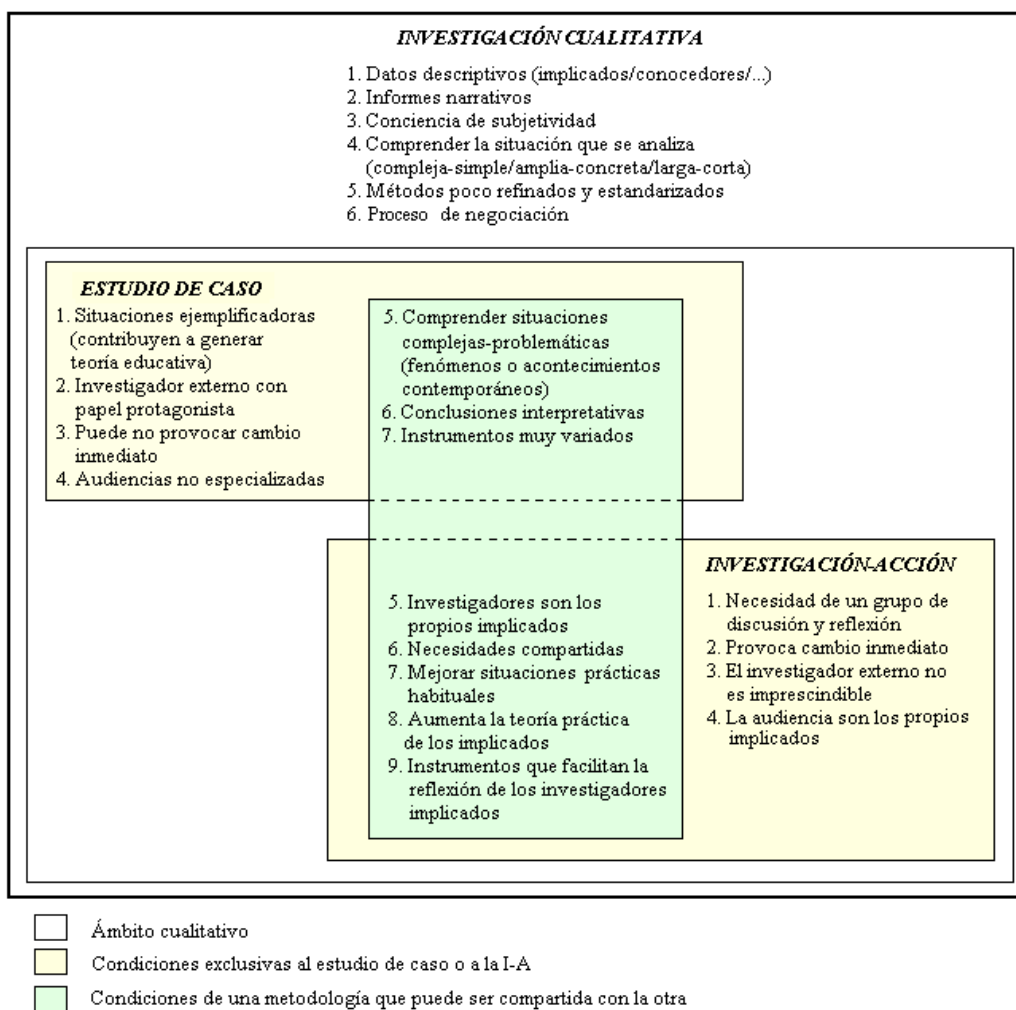 INVESTIGACIÓN CUALITATIVA
1. Datos descriptivos (implicados/conocedores/...)
2. Informes narrativos
3. Conciencia de subjetividad
4. Comprender la situación que se analiza
(compleja-simple/amplia-concreta/larga-corta)
5. Métodos poco refinados y estandarizados
6. Proceso de negociación
ESTUDIO DE CASO
1. Situaciones ejemplificadoras
(contribuyen a generar
teoría educativa)
2. Investigador externo con
papel protagonista
3. Puede no provocar cambio
inmediato
4. Audiencias no especializadas
5. Comprender situaciones
complejas-problemáticas
(fenómenos o acontecimientos
contemporáneos)
6. Conclusiones interpretativas
7. Instrumentos muy variados
5. Investigadores son los
propios implicados
6. Necesidades compartidas
7. Mejorar situaciones prácticas
habituales
8. Aumenta la teoría práctica
de los implicados
9. Instrumentos que facilitan la
reflexión de los investigadores
implicados
INVESTIGACIÓN-ACCIÓN
1. Necesidad de un grupo de
discusión y reflexión
2. Provoca cambio inmediato
3. El investigador externo no
es imprescindible
4. La audiencia son los propios
implicados
Ámbito cualitativo
Condiciones exclusivas al estudio de caso o a la I-A
Condiciones de una metodología que puede ser compartida con la otra